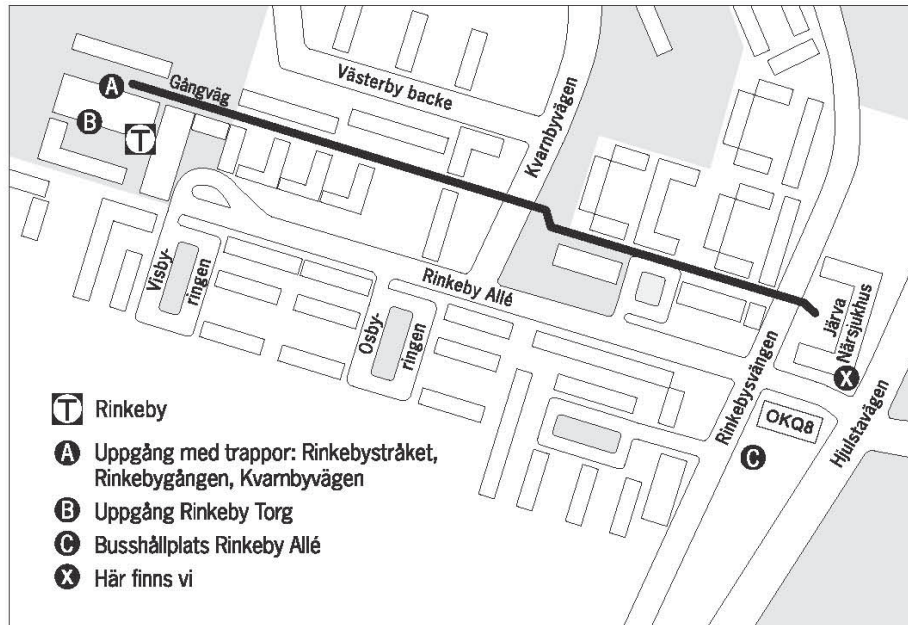 A
Gångväg
Västerby backe
Kvarnbyvägen
B
T
Visby-
ringen
Osby-
ringen
Rinkeby Allé
Järva
Närsjukhus
X
Rinkebysvängen
OKQ8
C
Hjulstavägen
T Rinkeby
A Uppgång med trappor: Rinkebystråket,
Rinkebygången, Kvarnbyvägen
B Uppgång Rinkeby Torg
C Busshållplats Rinkeby Allé
X Här finns vi